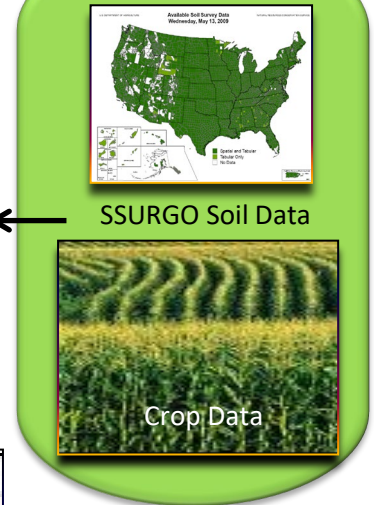 Available Soil Survey Data
Wednesday, May 13, 2009
Spatial and Tabular
Tabular Only
No Data
SSURGO Soil Data
Crop Data